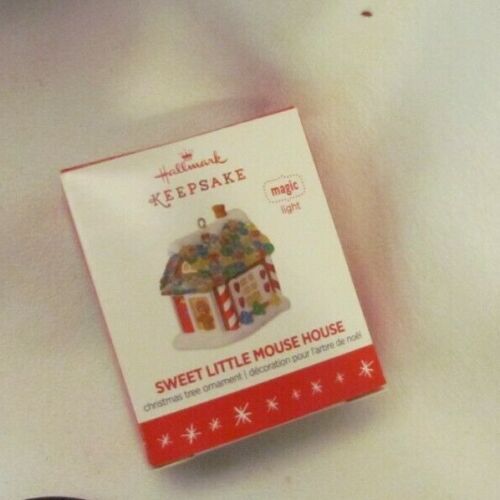 Hallmark
KEEPSAKE
magic
light
SWEET LITTLE MOUSE HOUSE
christmas tree ornament | décoration pour l'arbre de noël